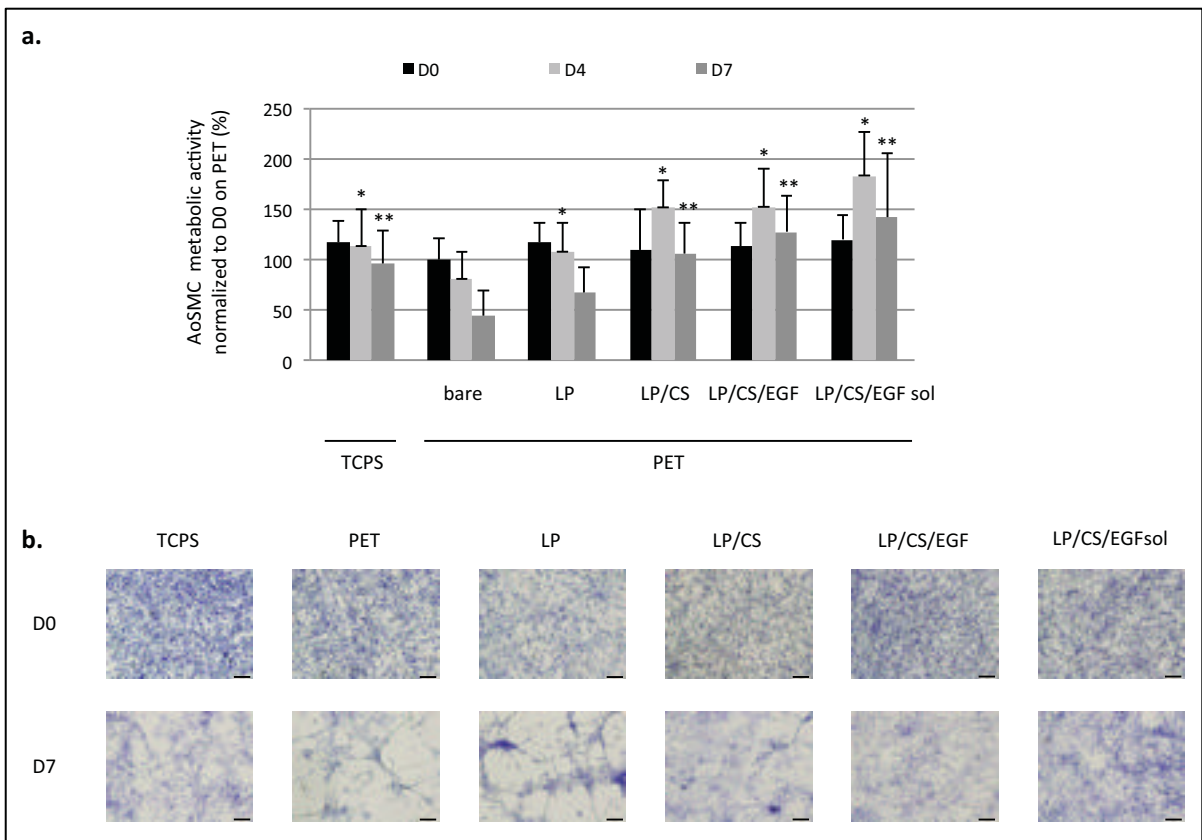 a.
D0 D4 D7
AoSMC metabolic activity
normalized to D0 on PET (%)
250
200
150
100
50
0
* ** * * ** * ** * **
bare LP LP/CS LP/CS/EGF LP/CS/EGF sol
TCPS PET
b.
TCPS PET LP LP/CS LP/CS/EGF LP/CS/EGFsol
D0
D7